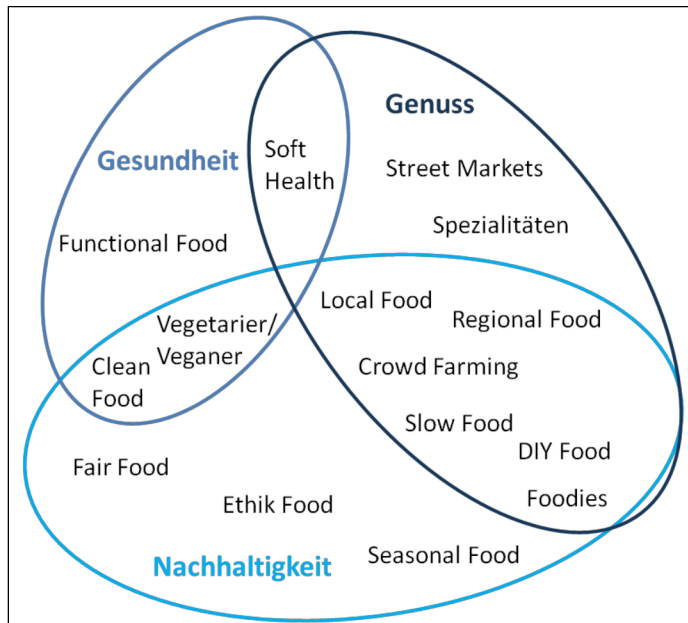 Genuss
Gesundheit
Soft
Health
Street Markets
Spezialitäten
Functional Food
Local Food
Regional Food
Vegetarier/
Veganer
Clean
Food
Crowd Farming
Slow Food
DIY Food
Fair Food
Foodies
Ethik Food
Seasonal Food
Nachhaltigkeit